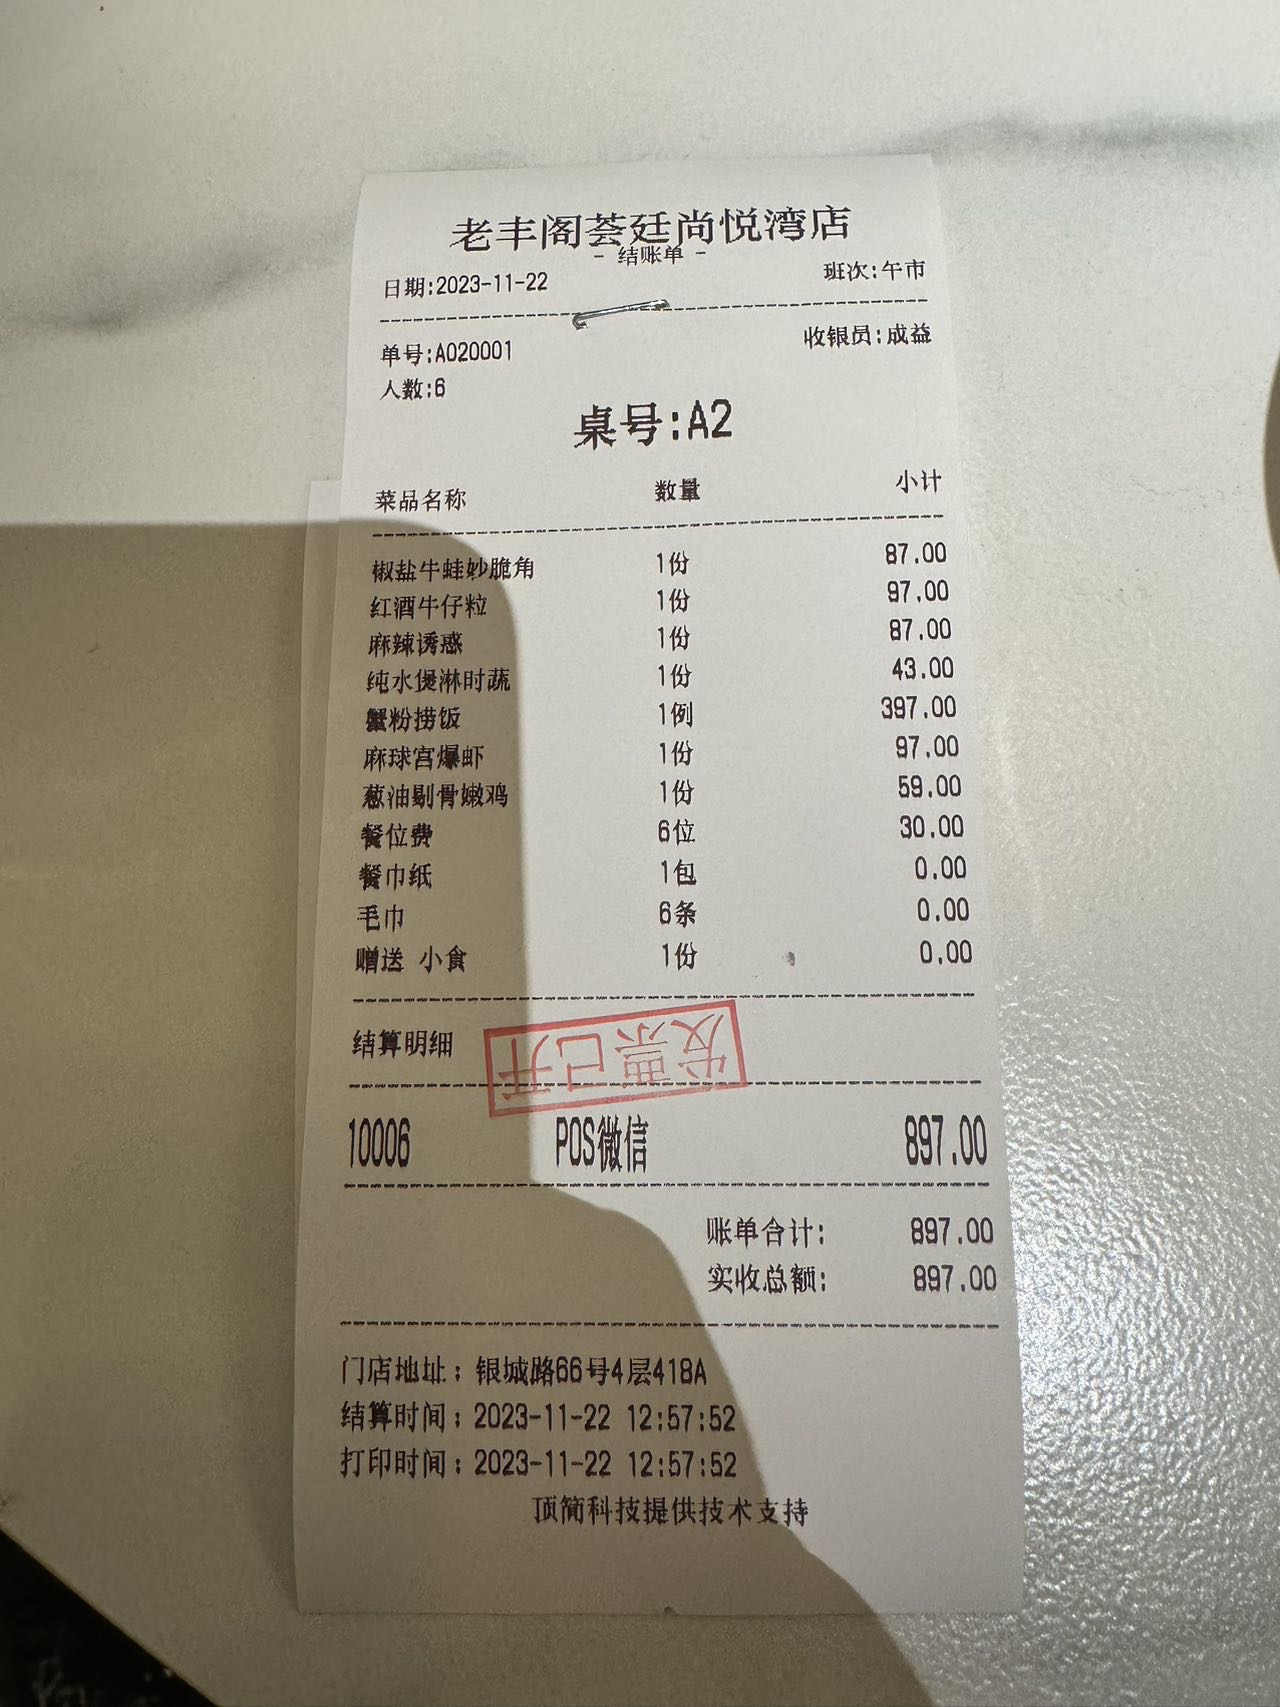 老丰阁荟廷尚悦湾店
- 结账单 -
日期:2023-11-22 班次:午市
单号:A020001 收银员:成益
人数:6
桌号:A2
菜品名称 数量 小计
椒盐牛蛙妙脆角 1份 87.00
红酒牛仔粒 1份 97.00
麻辣诱惑 1份 87.00
纯水煲淋时蔬 1份 43.00
蟹粉捞饭 1例 397.00
麻球宫爆虾 1份 97.00
葱油剔骨嫩鸡 1份 59.00
餐位费 6位 30.00
餐巾纸 1包 0.00
毛巾 6条 0.00
赠送 小食 1份 0.00
结算明细
发票已开
10006 POS微信 897.00
账单合计: 897.00
实收总额: 897.00
门店地址：银城路66号4层418A
结算时间：2023-11-22 12:57:52
打印时间：2023-11-22 12:57:52
顶简科技提供技术支持